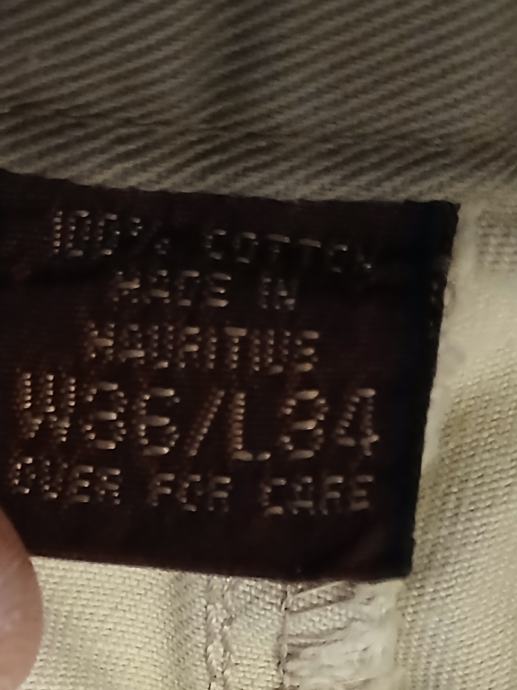 100% COTTON
MADE IN
MAURITIUS
W36/L34
OVER FOR CARE